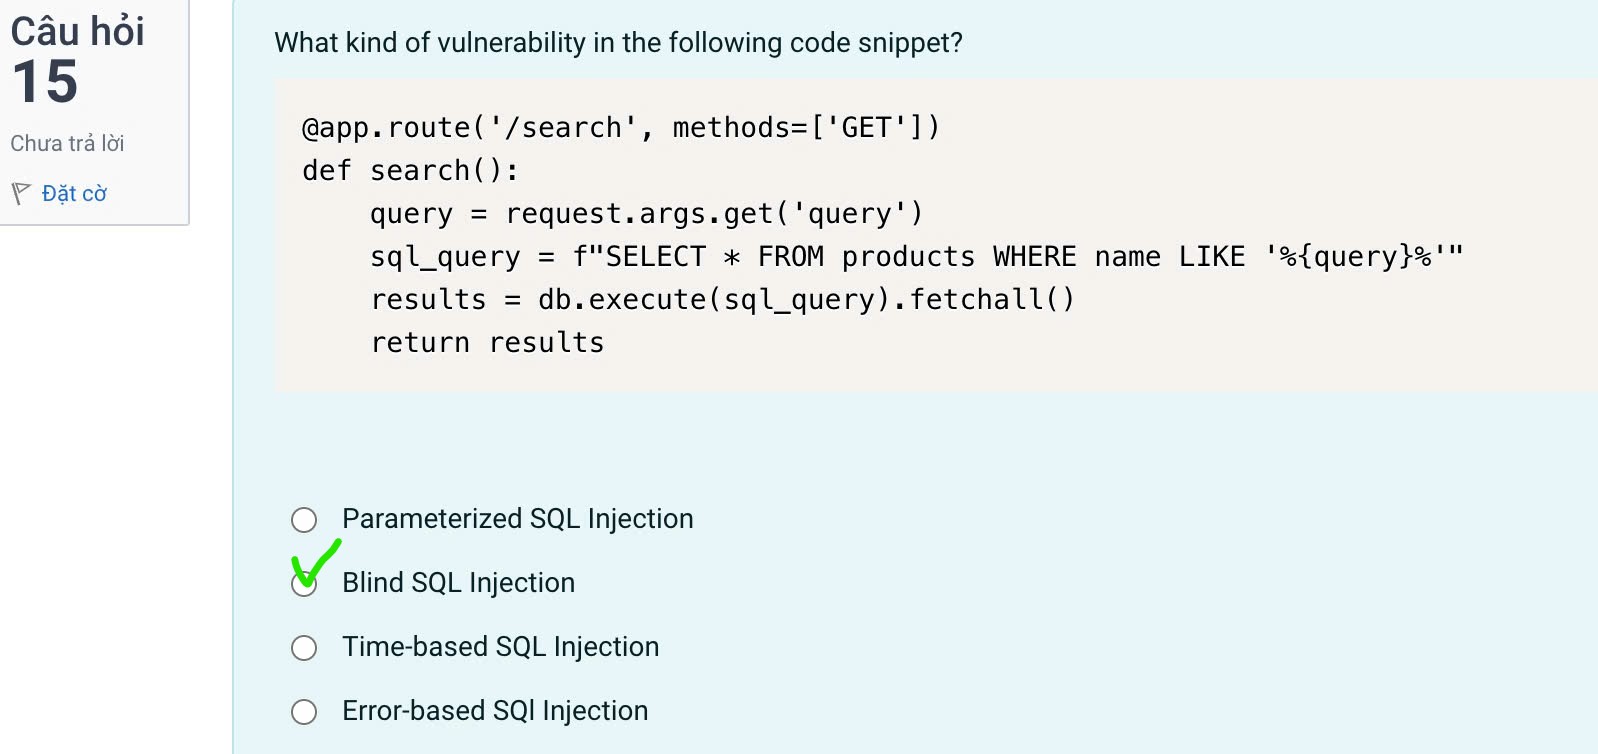 Câu hỏi
15
Chưa trả lời
Đặt cờ
What kind of vulnerability in the following code snippet?
@app.route('/search', methods=['GET'])
def search():
    query = request.args.get('query')
    sql_query = f"SELECT * FROM products WHERE name LIKE '%{query}%'"
    results = db.execute(sql_query).fetchall()
    return results
Parameterized SQL Injection
Blind SQL Injection
Time-based SQL Injection
Error-based SQl Injection